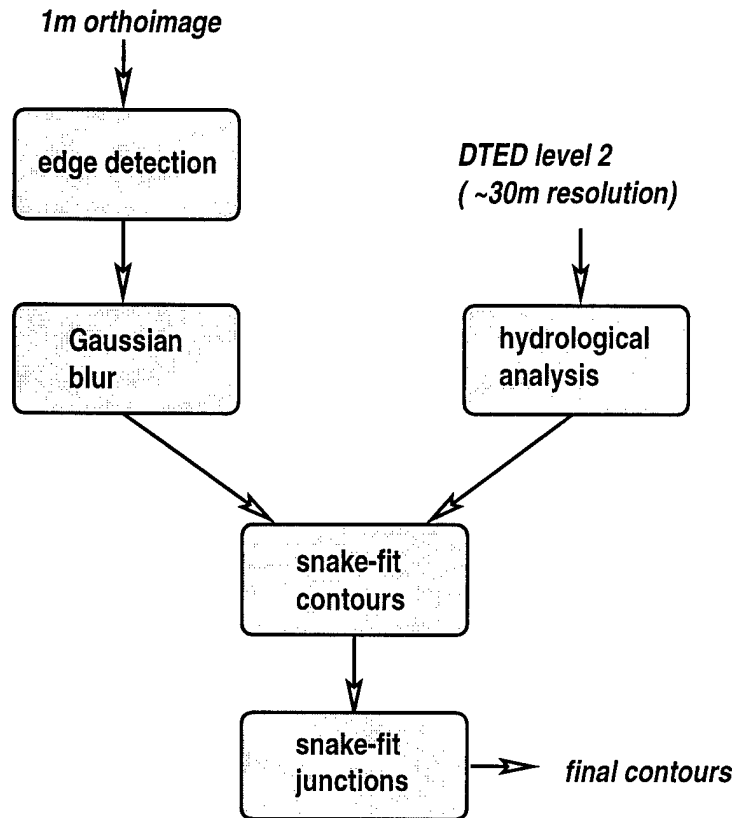 1m orthoimage
edge detection
DTED level 2
( ~30m resolution)
Gaussian
blur
hydrological
analysis
snake-fit
contours
snake-fit
junctions
final contours